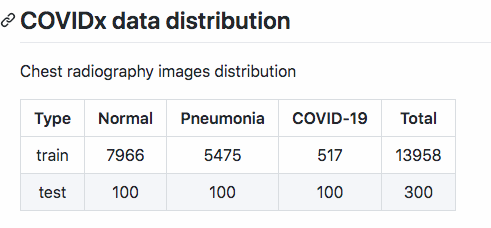 COVIDx data distribution
Chest radiography images distribution
Type Normal Pneumonia COVID-19 Total
train 7966 5475 517 13958
test 100 100 100 300